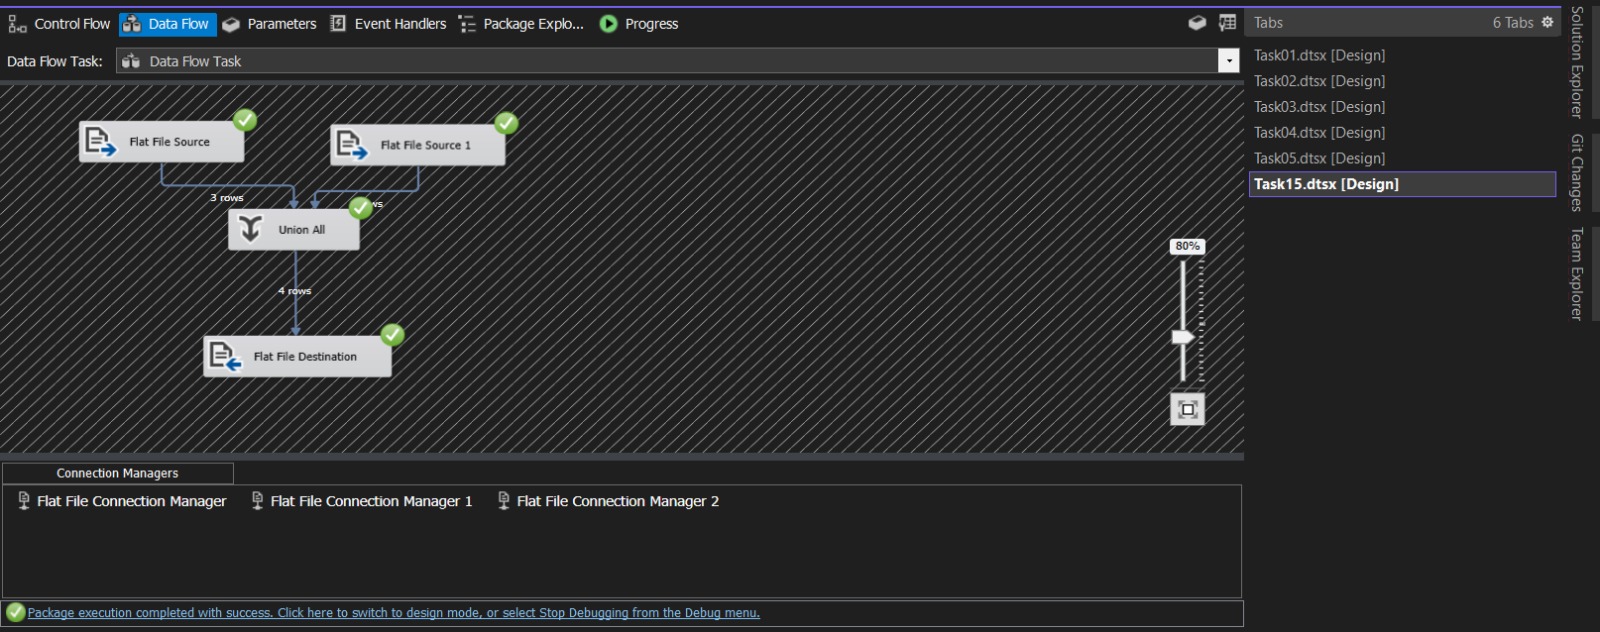 Control Flow Data Flow Parameters Event Handlers Package Explo... Progress
Data Flow Task: Data Flow Task
Flat File Source
Flat File Source 1
3 rows
Union All
4 rows
Flat File Destination
80%
Connection Managers
Flat File Connection Manager Flat File Connection Manager 1 Flat File Connection Manager 2
Package execution completed with success. Click here to switch to design mode, or select Stop Debugging from the Debug menu.
Tabs 6 Tabs
Task01.dtsx [Design]
Task02.dtsx [Design]
Task03.dtsx [Design]
Task04.dtsx [Design]
Task05.dtsx [Design]
Task15.dtsx [Design]
Solution Explorer
Git Changes
Team Explorer